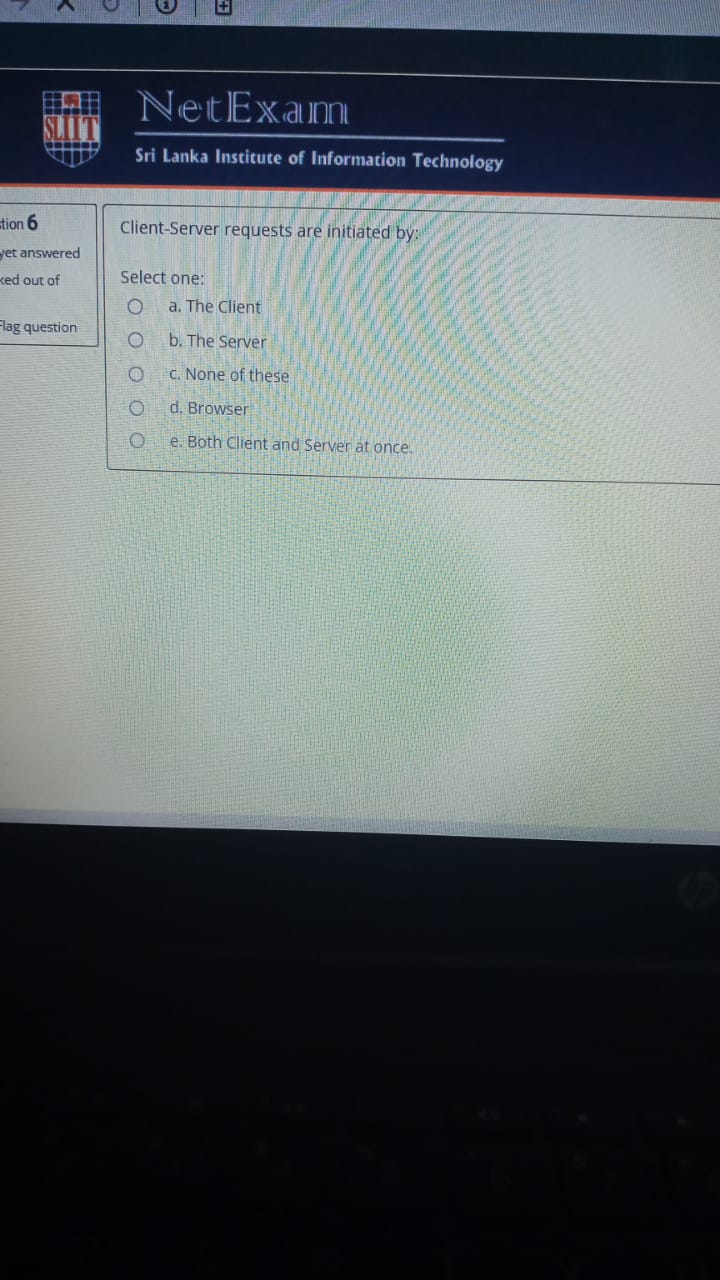 SLIIT
NetExam
Sri Lanka Institute of Information Technology
tion 6
yet answered
ked out of
Flag question
Client-Server requests are initiated by:
Select one:
a. The Client
b. The Server
c. None of these
d. Browser
e. Both Client and Server at once.